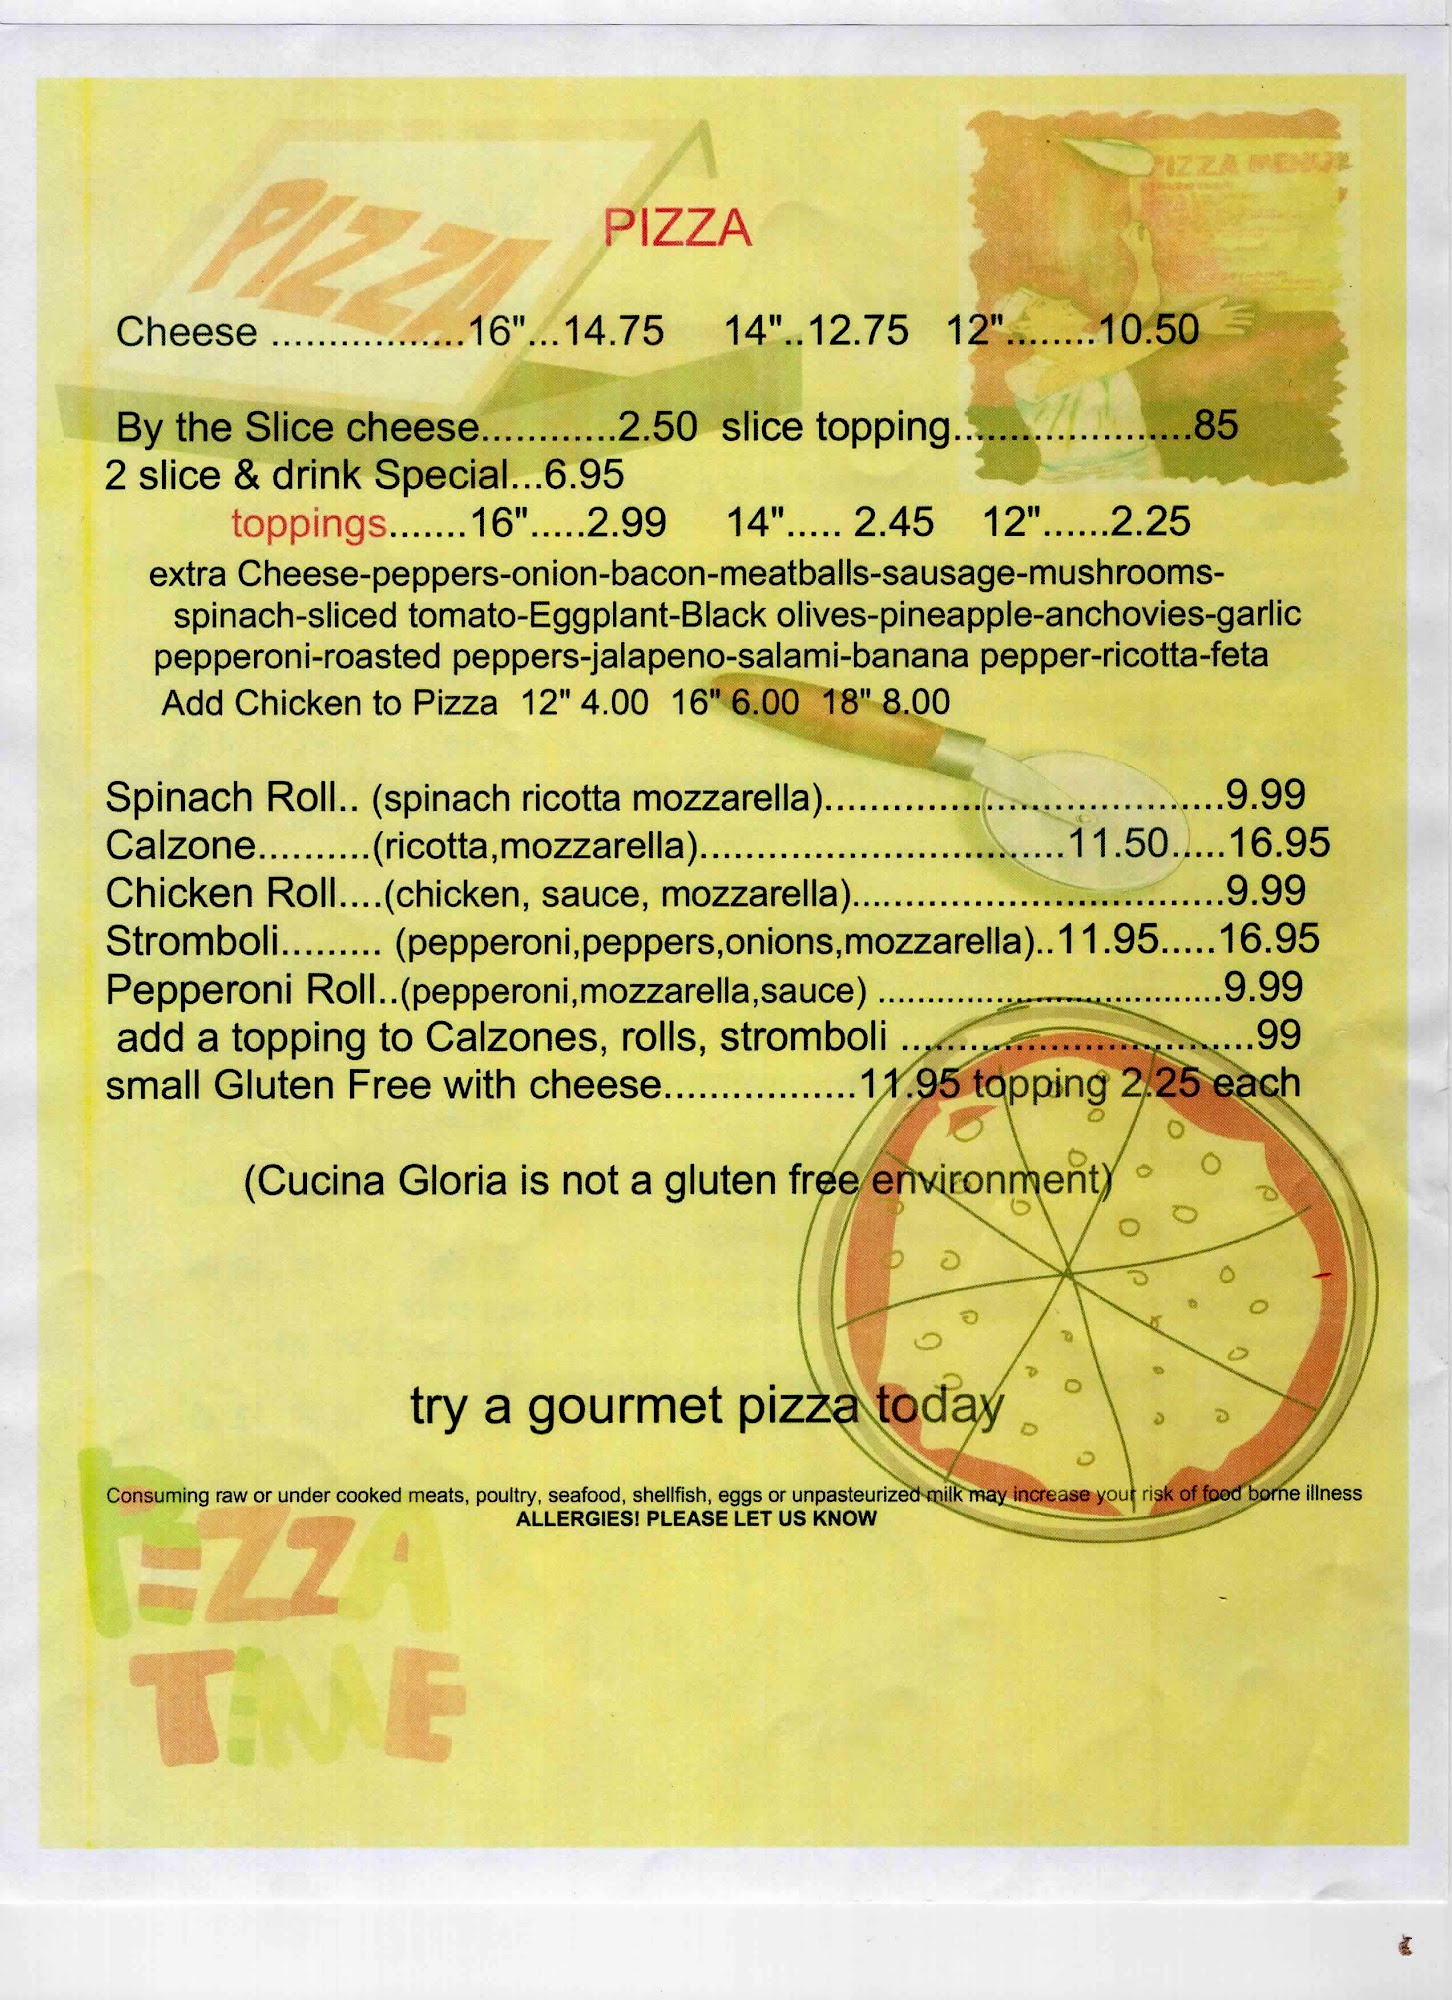 PIZZA
PIZZA MENU
PIZZA
Cheese .................16"...14.75 14"..12.75 12"........10.50
By the Slice cheese............2.50 slice topping.....................85
2 slice & drink Special...6.95
toppings.......16".....2.99 14"..... 2.45 12"......2.25
extra Cheese-peppers-onion-bacon-meatballs-sausage-mushrooms-
spinach-sliced tomato-Eggplant-Black olives-pineapple-anchovies-garlic
pepperoni-roasted peppers-jalapeno-salami-banana pepper-ricotta-feta
Add Chicken to Pizza 12" 4.00 16" 6.00 18" 8.00
Spinach Roll.. (spinach ricotta mozzarella)...................................9.99
Calzone..........(ricotta,mozzarella)................................11.50.....16.95
Chicken Roll....(chicken, sauce, mozzarella).................................9.99
Stromboli......... (pepperoni,peppers,onions,mozzarella)..11.95.....16.95
Pepperoni Roll..(pepperoni,mozzarella,sauce) ...................................9.99
add a topping to Calzones, rolls, stromboli ...............................99
small Gluten Free with cheese.................11.95 topping 2.25 each
(Cucina Gloria is not a gluten free environment)
try a gourmet pizza today
Consuming raw or under cooked meats, poultry, seafood, shellfish, eggs or unpasteurized milk may increase your risk of food borne illness
ALLERGIES! PLEASE LET US KNOW
PIZZA
TIME